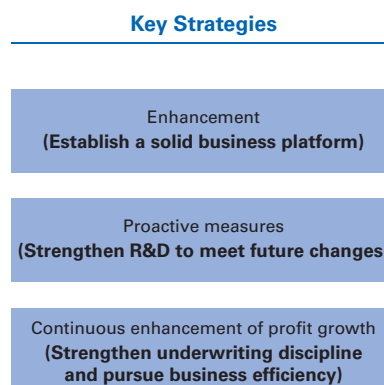 Key Strategies
Enhancement
(Establish a solid business platform)
Proactive measures
(Strengthen R&D to meet future changes
Continuous enhancement of profit growth
(Strengthen underwriting discipline
and pursue business efficiency)